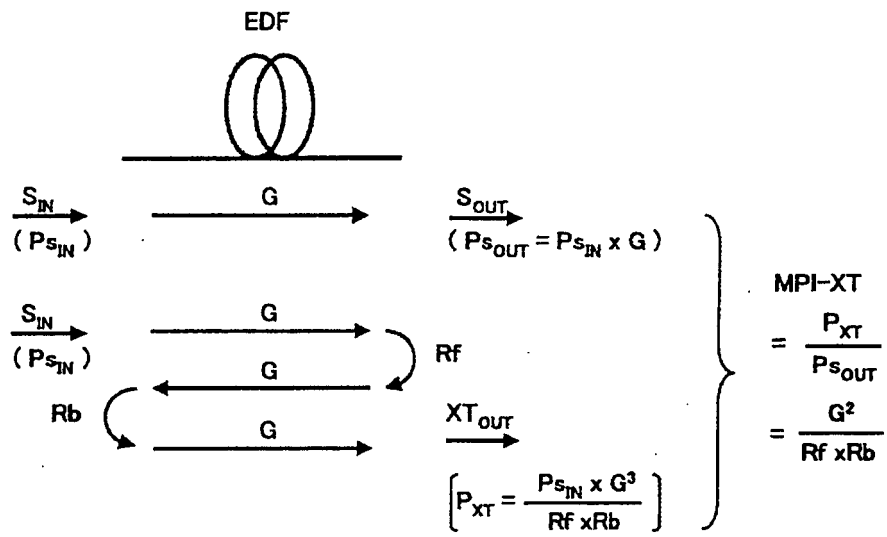 EDF
G
S_IN
(Ps_IN)
S_OUT
(Ps_OUT = Ps_IN x G)
G
S_IN
(Ps_IN)
Rf
G
Rb
G
XT_OUT
[P_XT = Ps_IN x G³ / Rf xRb]
MPI-XT
= P_XT / Ps_OUT
= G² / Rf xRb